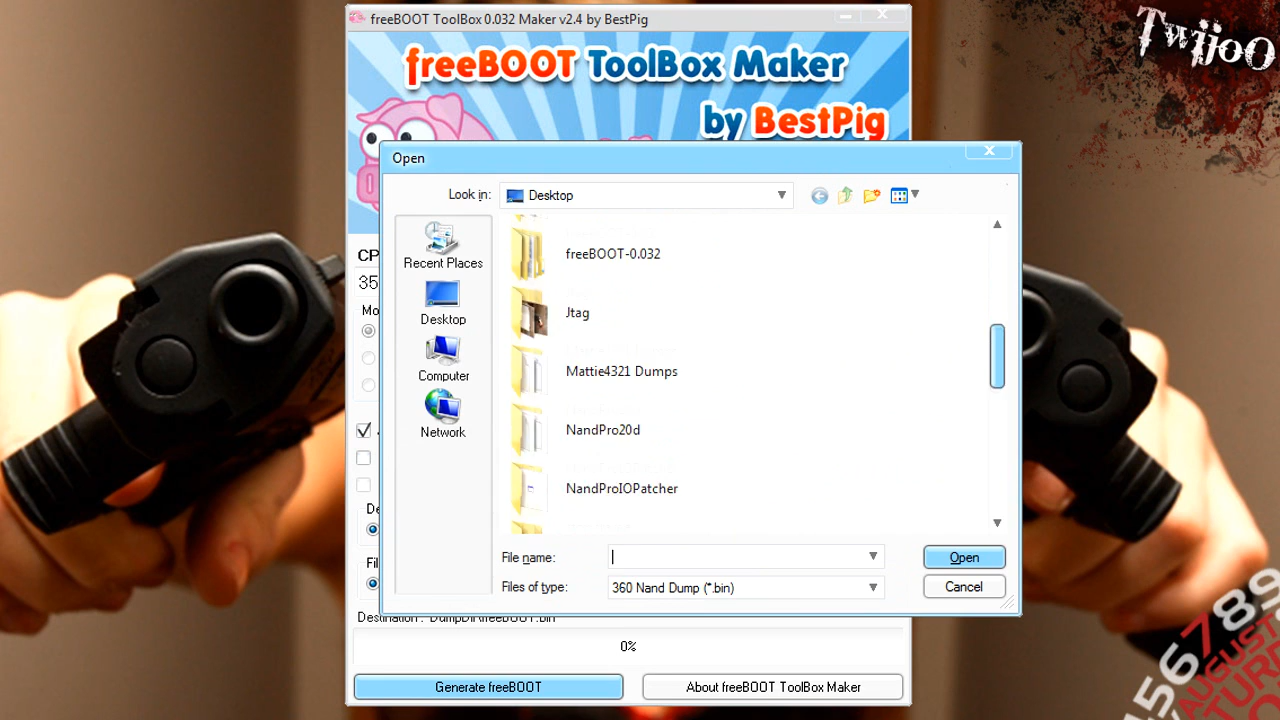 freeBOOT ToolBox 0.032 Maker v2.4 by BestPig
TwijoO
freeBOOT ToolBox Maker
by BestPig
Open
Look in:
Desktop
Recent Places
Desktop
Computer
Network
freeBOOT-0.032
Jtag
Mattie4321 Dumps
NandPro20d
NandProIOPatcher
CP
35
Mo
De
Fil
File name:
Open
Files of type:
360 Nand Dump (*.bin)
Cancel
Destination : DumpDir\freeBOOT.bin
0%
Generate freeBOOT
About freeBOOT ToolBox Maker
456789
AUGUST
TURE